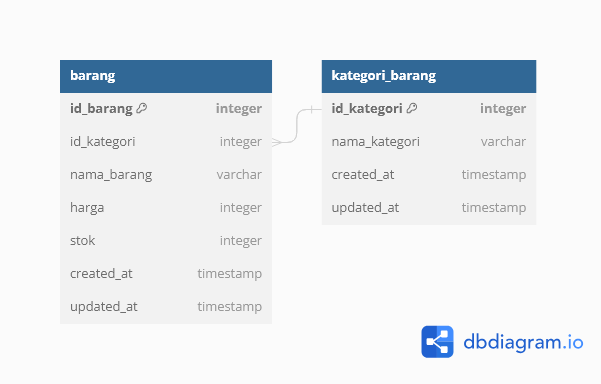 barang
id_barang integer
id_kategori integer
nama_barang varchar
harga integer
stok integer
created_at timestamp
updated_at timestamp
kategori_barang
id_kategori integer
nama_kategori varchar
created_at timestamp
updated_at timestamp
dbdiagram.io